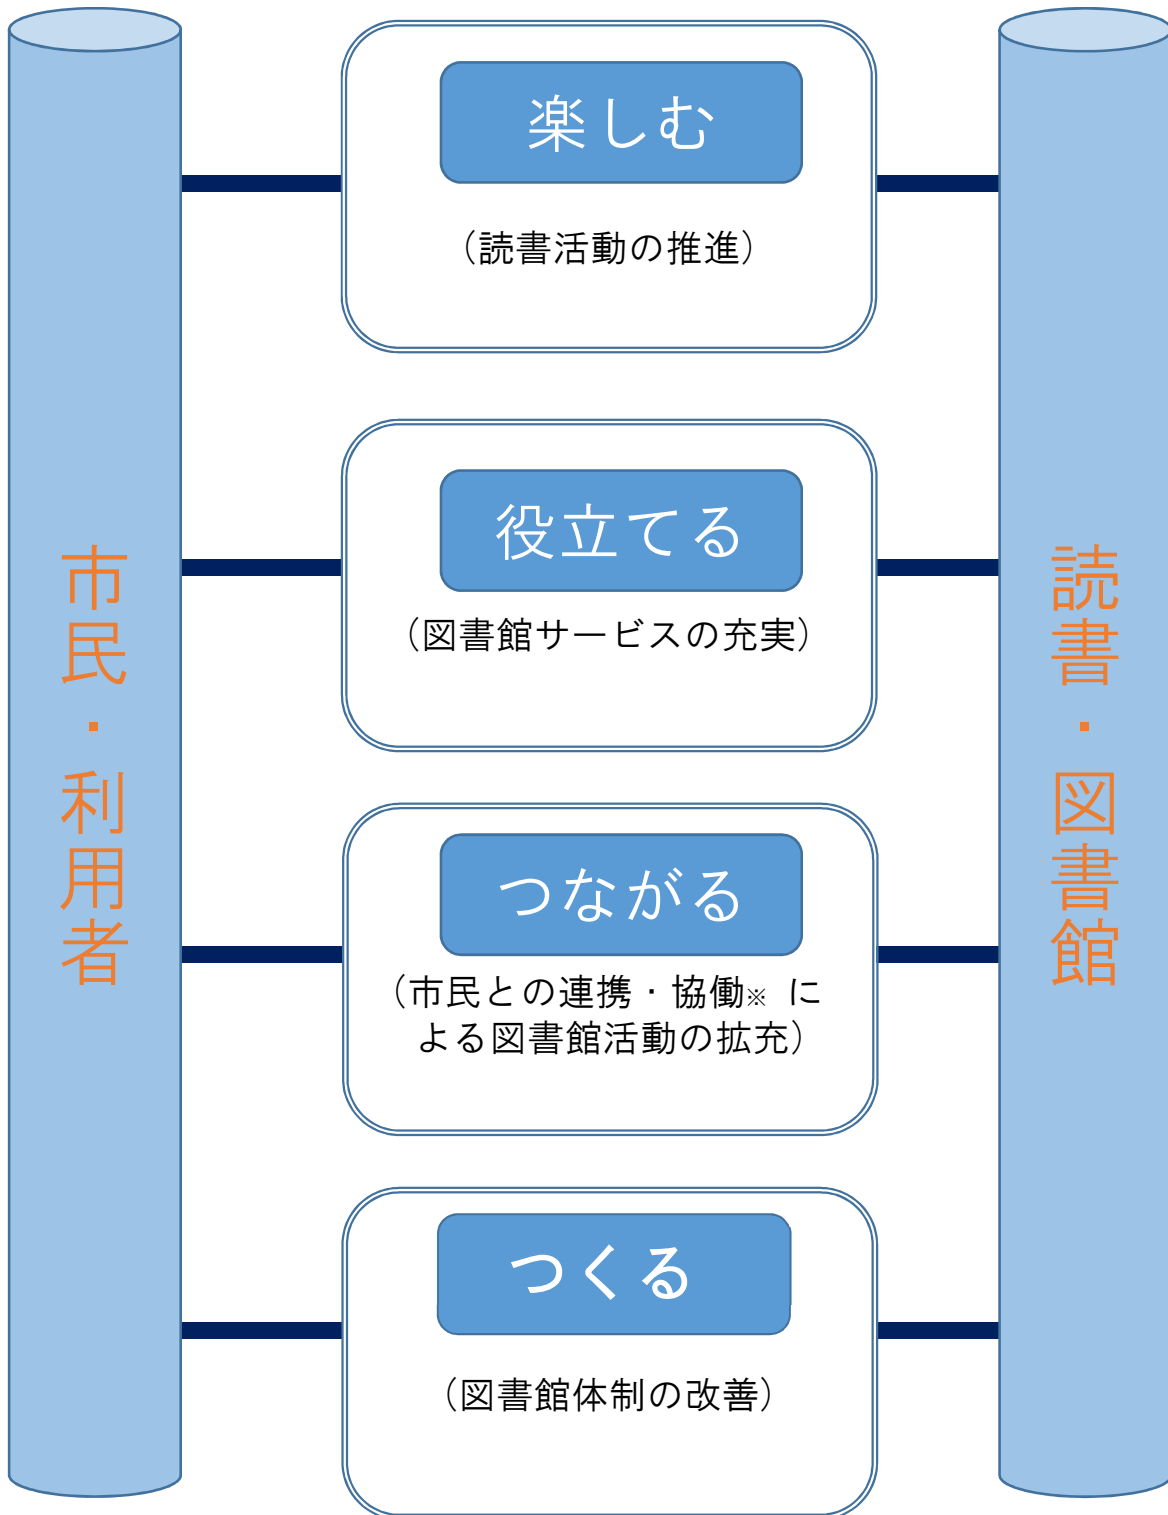 市民・利用者
楽しむ
（読書活動の推進）
役立てる
（図書館サービスの充実）
つながる
（市民との連携・協働※ に
よる図書館活動の拡充）
つくる
（図書館体制の改善）
読書・図書館